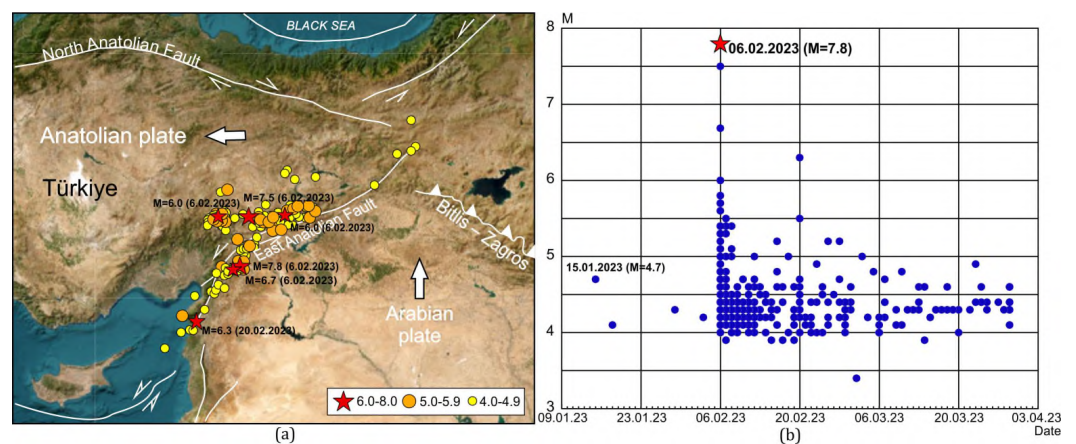 BLACK SEA
North Anatolian Fault
Anatolian plate
Türkiye
M=7.5 (6.02.2023)
M=6.0 (6.02.2023)
M=6.0 (6.02.2023)
East Anatolian Fault
Bitlis - Zagros
M=7.8 (6.02.2023)
M=6.7 (6.02.2023)
Arabian
plate
M=6.3 (20.02.2023)
6.0-8.0 5.0-5.9 4.0-4.9
(a)
M
8
06.02.2023 (M=7.8)
7
6
5
15.01.2023 (M=4.7)
4
3
09.01.23 23.01.23 06.02.23 20.02.23 06.03.23 20.03.23 03.04.23
Date
(b)